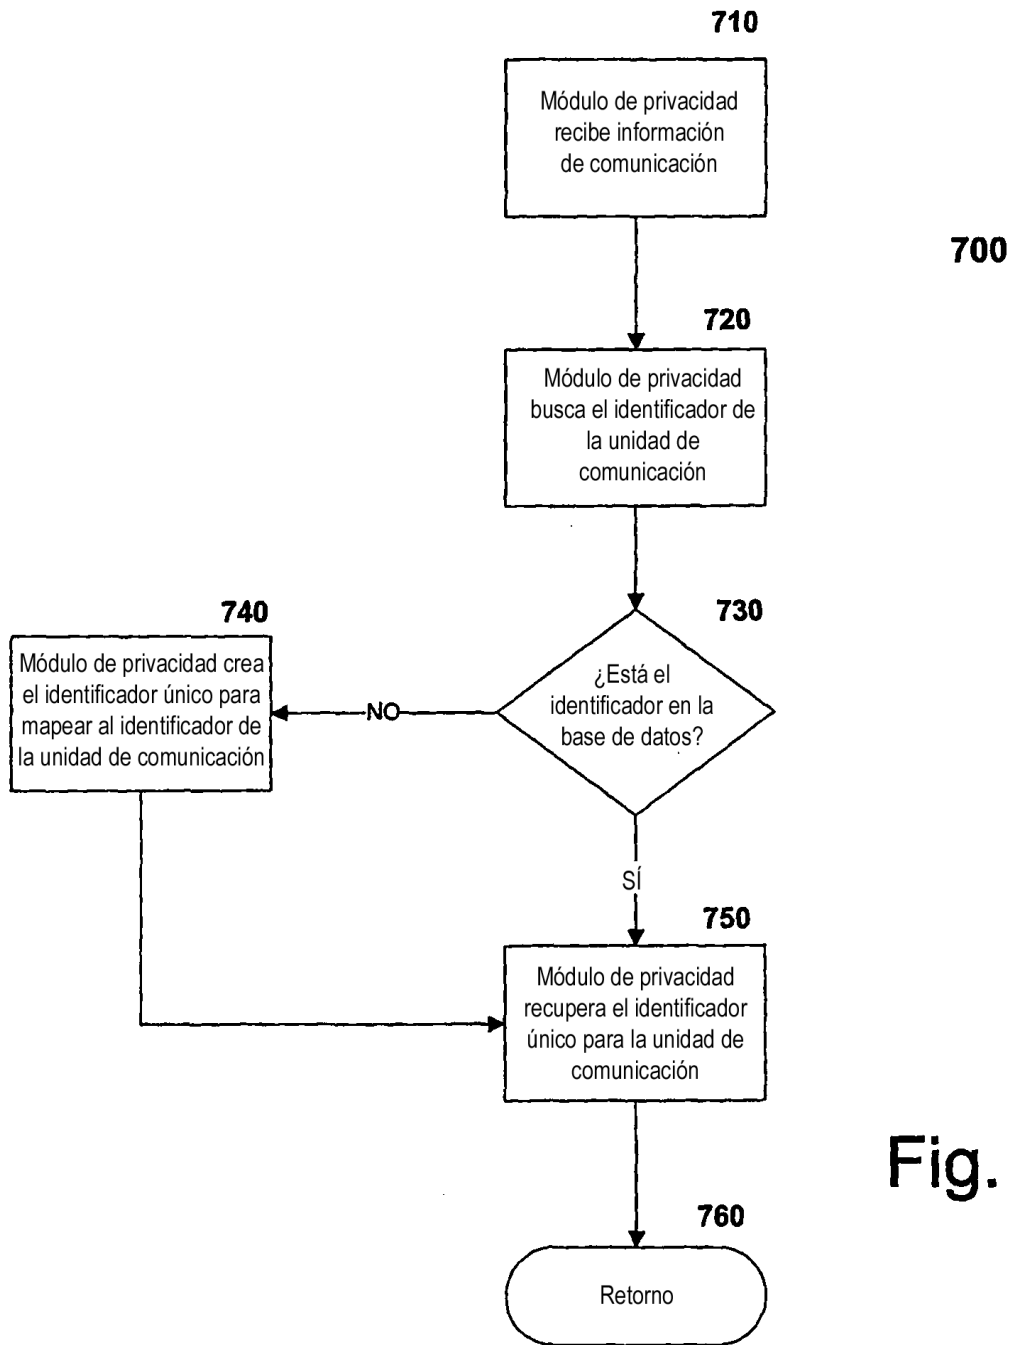 710
Módulo de privacidad
recibe información
de comunicación
700
720
Módulo de privacidad
busca el identificador de
la unidad de
comunicación
740
730
Módulo de privacidad crea
el identificador único para
mapear al identificador de
la unidad de comunicación
NO
¿Está el
identificador en la
base de datos?
SÍ
750
Módulo de privacidad
recupera el identificador
único para la unidad de
comunicación
Fig.
760
Retorno